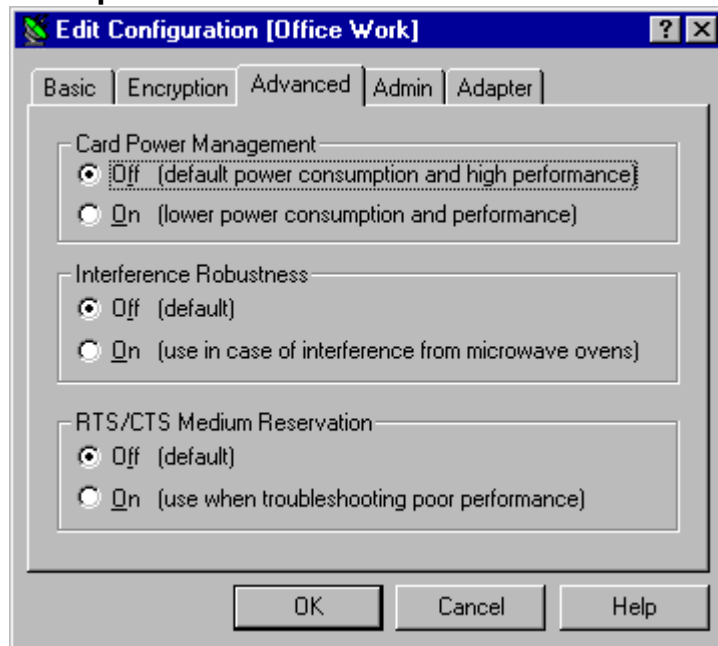 Edit Configuration [Office Work]
Basic Encryption Advanced Admin Adapter
Card Power Management
Off (default power consumption and high performance)
On (lower power consumption and performance)
Interference Robustness
Off (default)
On (use in case of interference from microwave ovens)
RTS/CTS Medium Reservation
Off (default)
On (use when troubleshooting poor performance)
OK Cancel Help